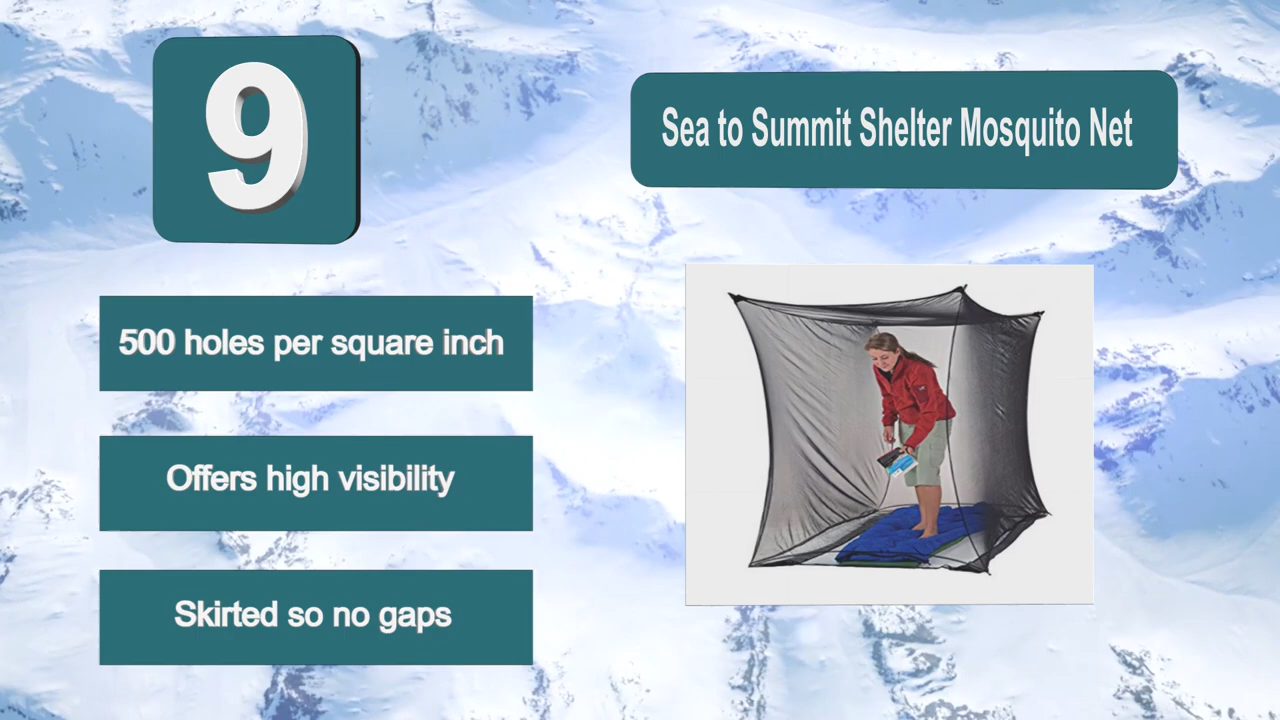 9
Sea to Summit Shelter Mosquito Net
500 holes per square inch
Offers high visibility
Skirted so no gaps